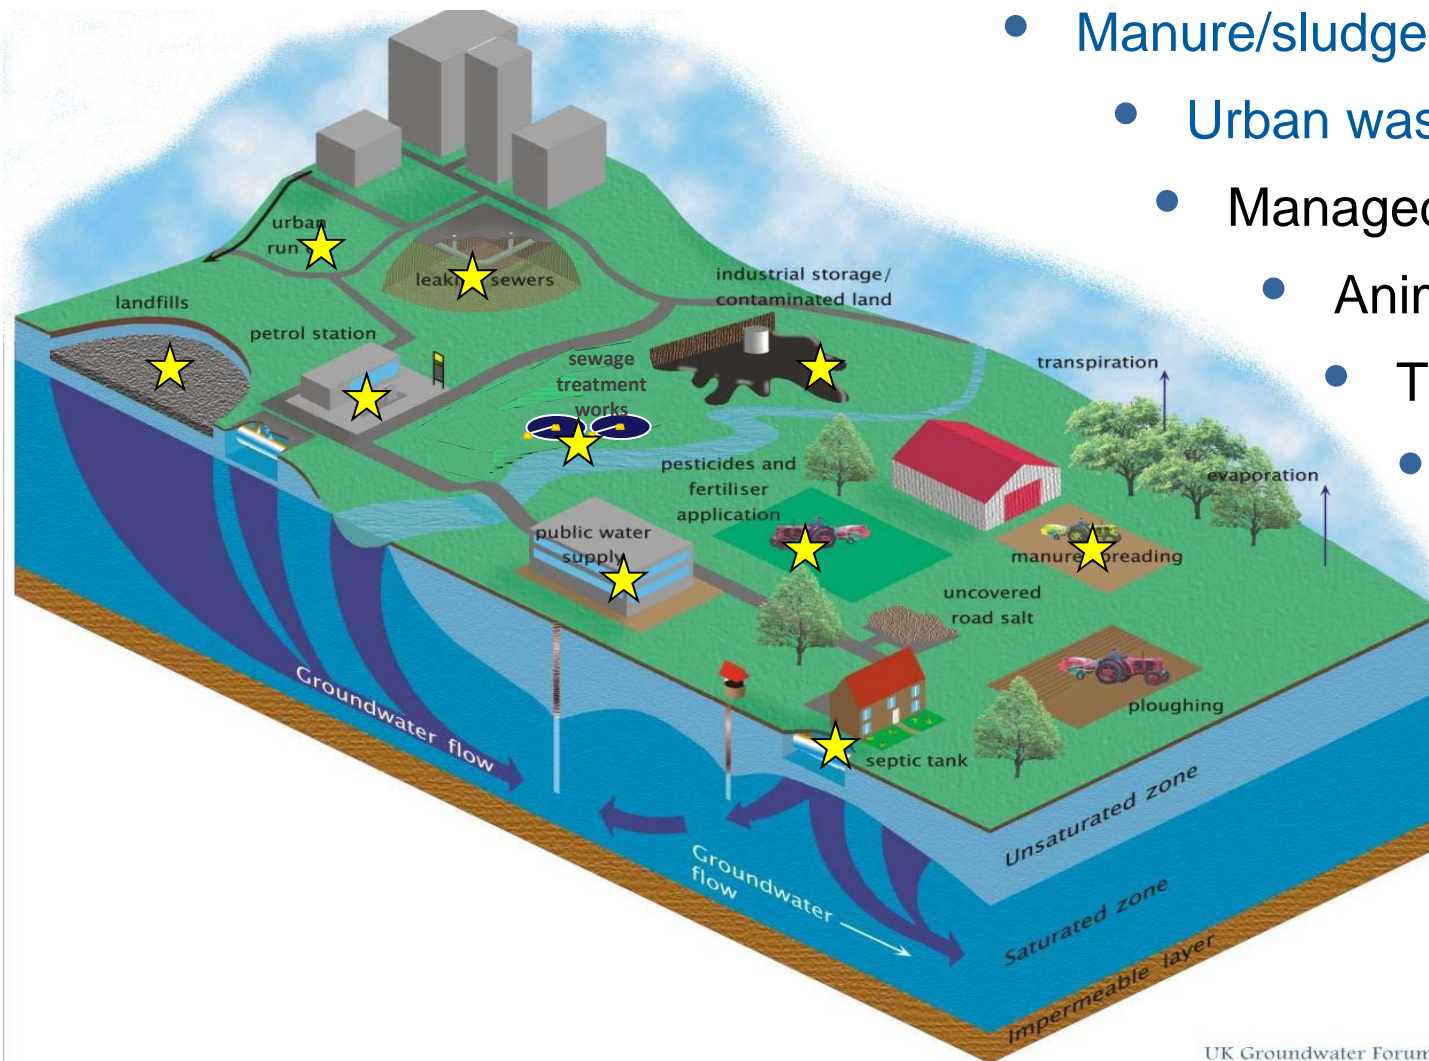 • Manure/sludge
• Urban was
• Managed
• Anir
• T
•
urban
run
leaki sewers
industrial storage/
contaminated land
landfills
petrol station
sewage
treatment
works
transpiration
pesticides and
fertiliser
application
evaporation
public water
supply
manure preading
uncovered
road salt
ploughing
septic tank
Groundwater flow
Groundwater
flow
Unsaturated zone
Saturated zone
Impermeable layer
UK Groundwater Forum